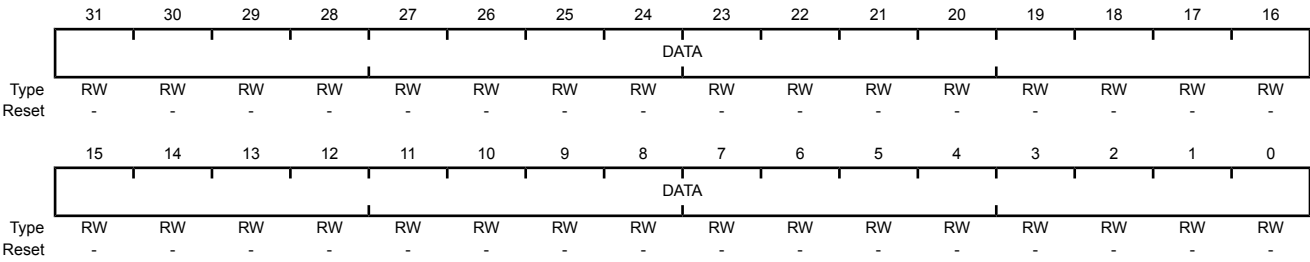 31 30 29 28 27 26 25 24 23 22 21 20 19 18 17 16
DATA
Type RW RW RW RW RW RW RW RW RW RW RW RW RW RW RW RW
Reset - - - - - - - - - - - - - - - -
15 14 13 12 11 10 9 8 7 6 5 4 3 2 1 0
DATA
Type RW RW RW RW RW RW RW RW RW RW RW RW RW RW RW RW
Reset - - - - - - - - - - - - - - - -